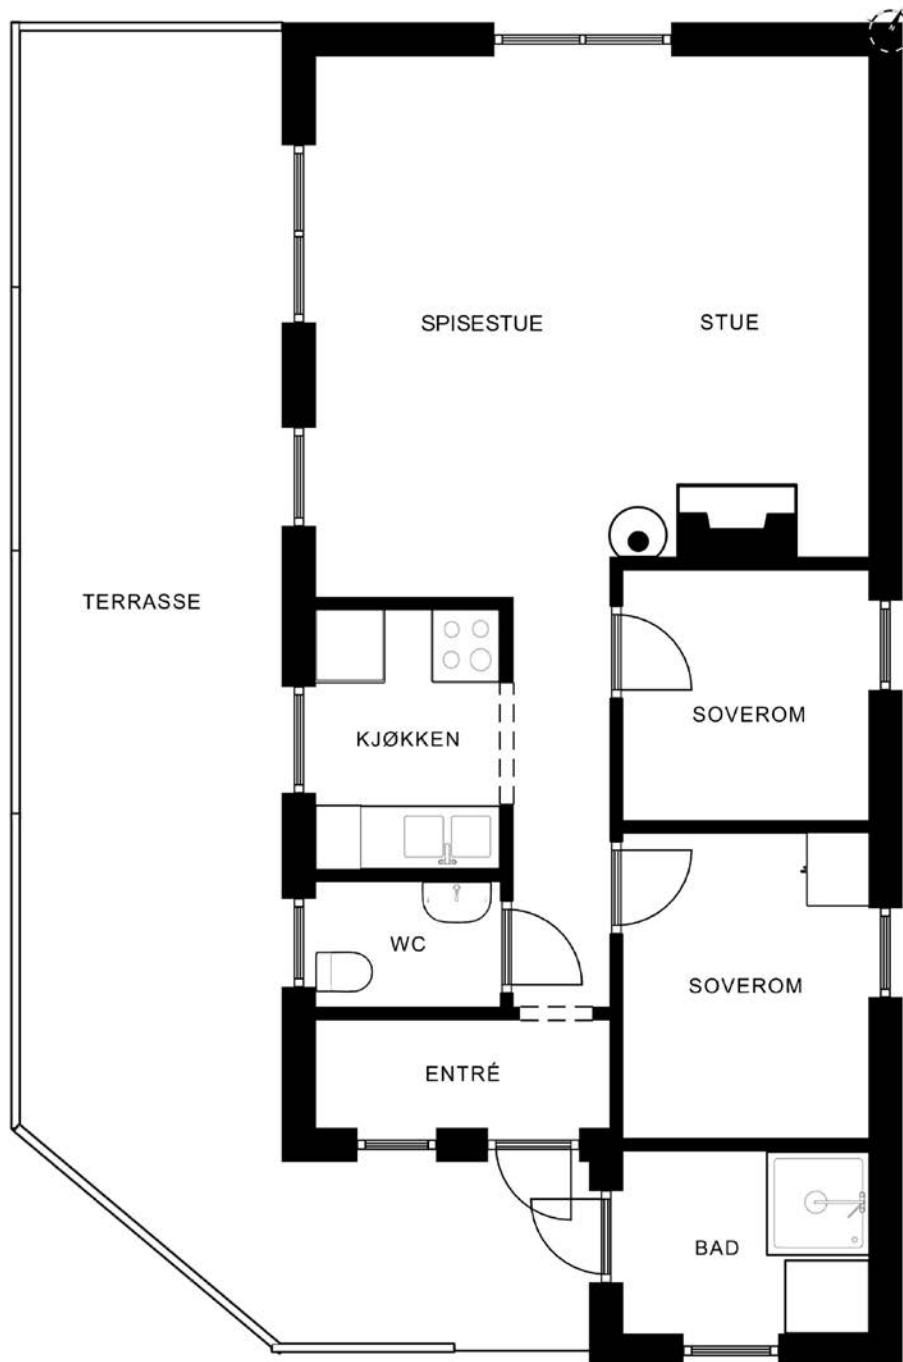 SPISESTUE
STUE
TERRASSE
SOVEROM
KJØKKEN
WC
SOVEROM
ENTRÉ
BAD